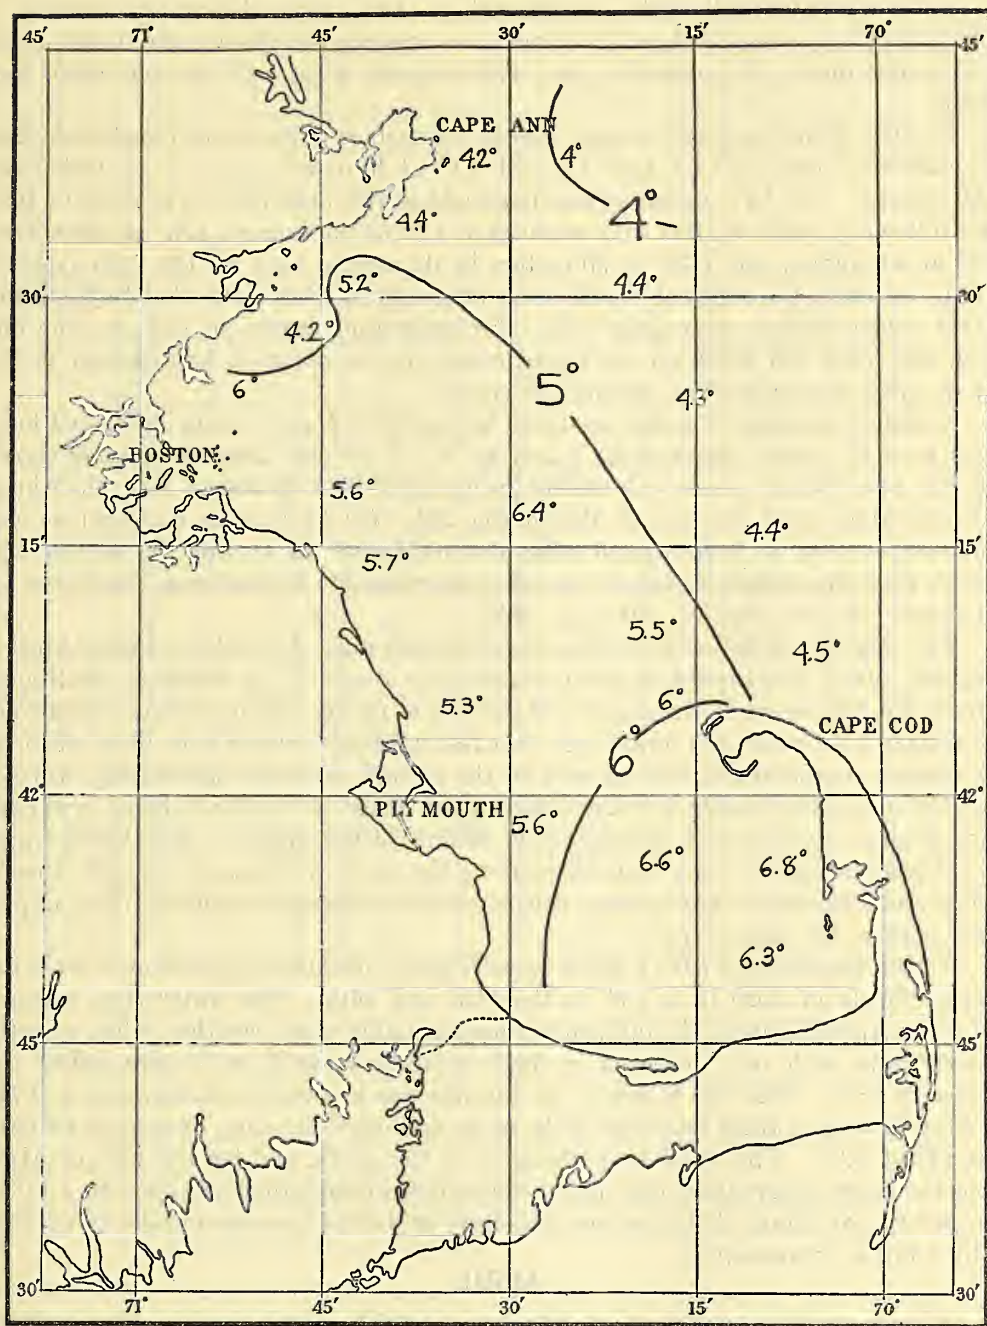 45′ 71° 45′ 30′ 15′ 70° 45′
CAPE ANN
4.2°
4°
4°
4.4°
30′ 5.2° 4.4° 30′
4.2°
6°
5°
4.3°
BOSTON
5.6°
6.4° 4.4°
15′ 5.7° 15′
5.5° 4.5°
5.3° 6°
6° CAPE COD
42° 42°
PLYMOUTH 5.6°
6.6° 6.8°
6.3°
45′ 45′
30′ 71° 45′ 30′ 15′ 70° 30′